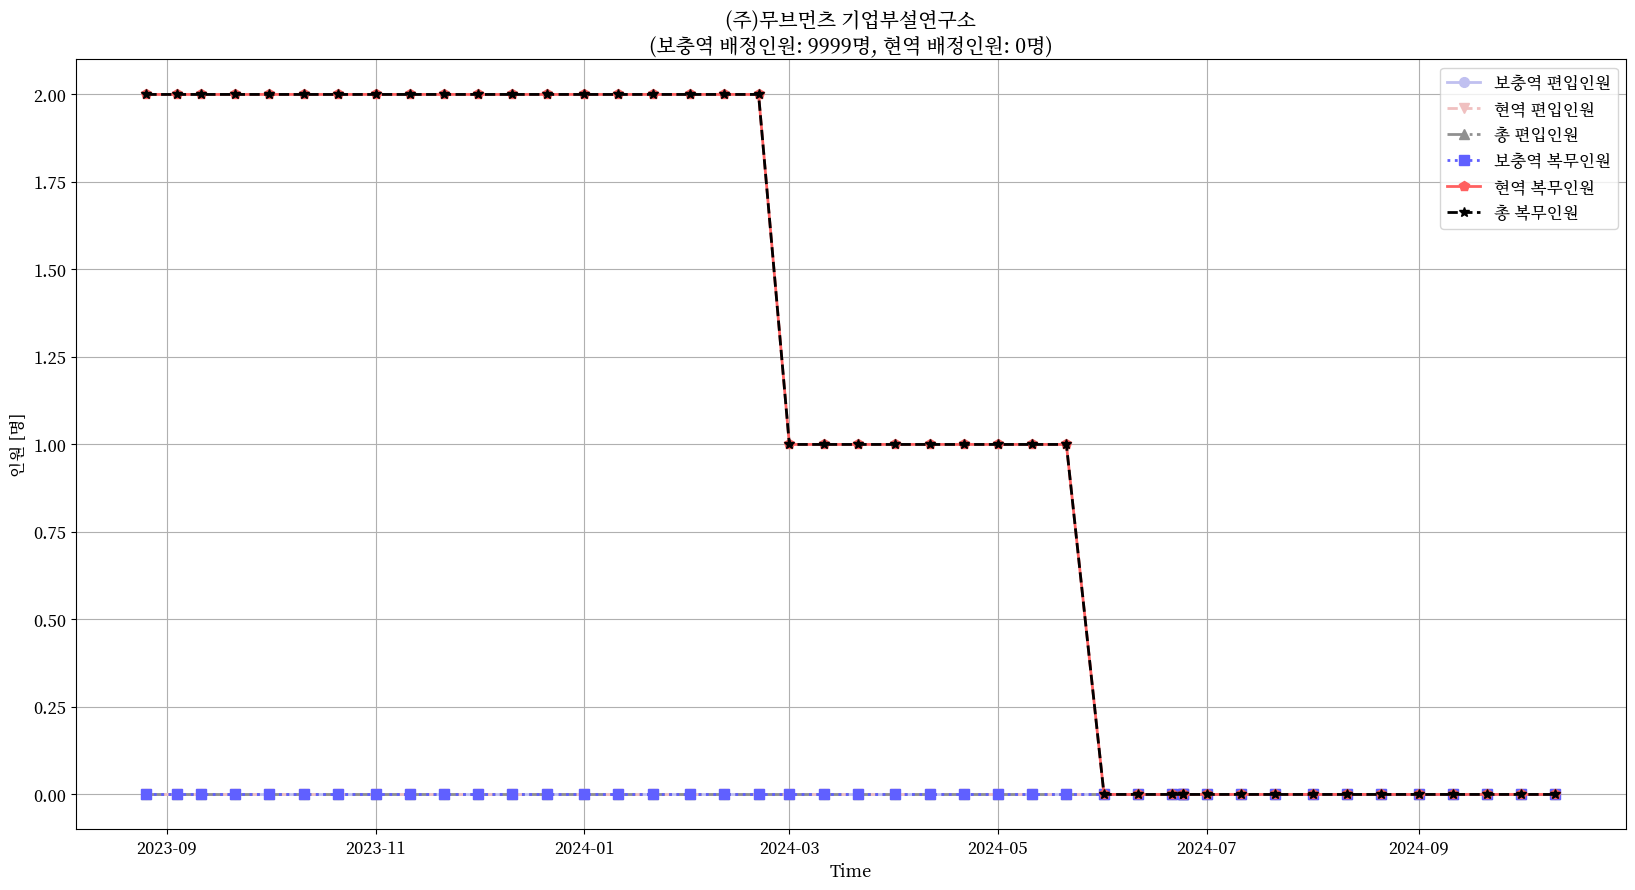 (주)무브먼츠 기업부설연구소
(보충역 배정인원: 9999명, 현역 배정인원: 0명)
보충역 편입인원
현역 편입인원
총 편입인원
보충역 복무인원
현역 복무인원
총 복무인원
인원 [명]
2.00
1.75
1.50
1.25
1.00
0.75
0.50
0.25
0.00
2023-09
2023-11
2024-01
2024-03
2024-05
2024-07
2024-09
Time